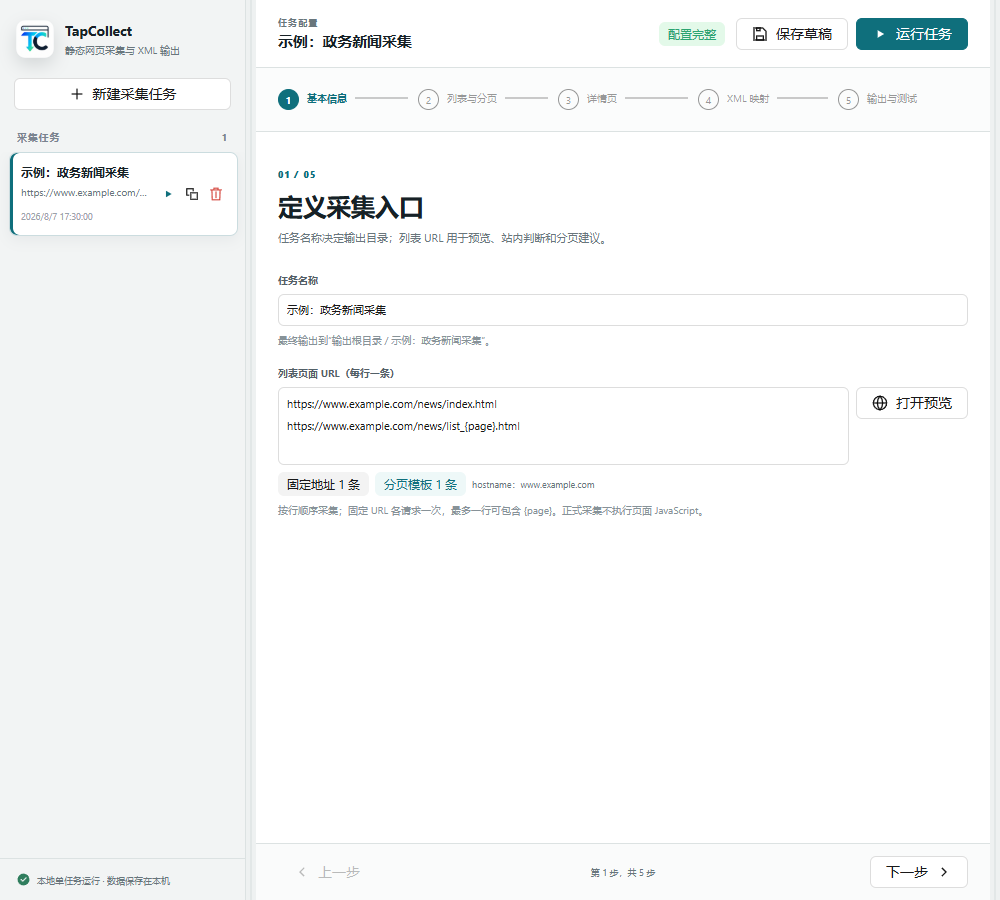 TapCollect
静态网页采集与 XML 输出
新建采集任务
采集任务 1
示例：政务新闻采集
https://www.example.com/...
2026/8/7 17:30:00
本地单任务运行 · 数据保存在本机
任务配置
示例：政务新闻采集
配置完整
保存草稿
运行任务
1 基本信息
2 列表与分页
3 详情页
4 XML 映射
5 输出与测试
01 / 05
定义采集入口
任务名称决定输出目录；列表 URL 用于预览、站内判断和分页建议。
任务名称
示例：政务新闻采集
最终输出到“输出根目录 / 示例：政务新闻采集”。
列表页面 URL（每行一条）
https://www.example.com/news/index.html
https://www.example.com/news/list_{page}.html
打开预览
固定地址 1 条
分页模板 1 条
hostname：www.example.com
按行顺序采集；固定 URL 各请求一次，最多一行可包含 {page}。正式采集不执行页面 JavaScript。
上一步
第 1 步，共 5 步
下一步